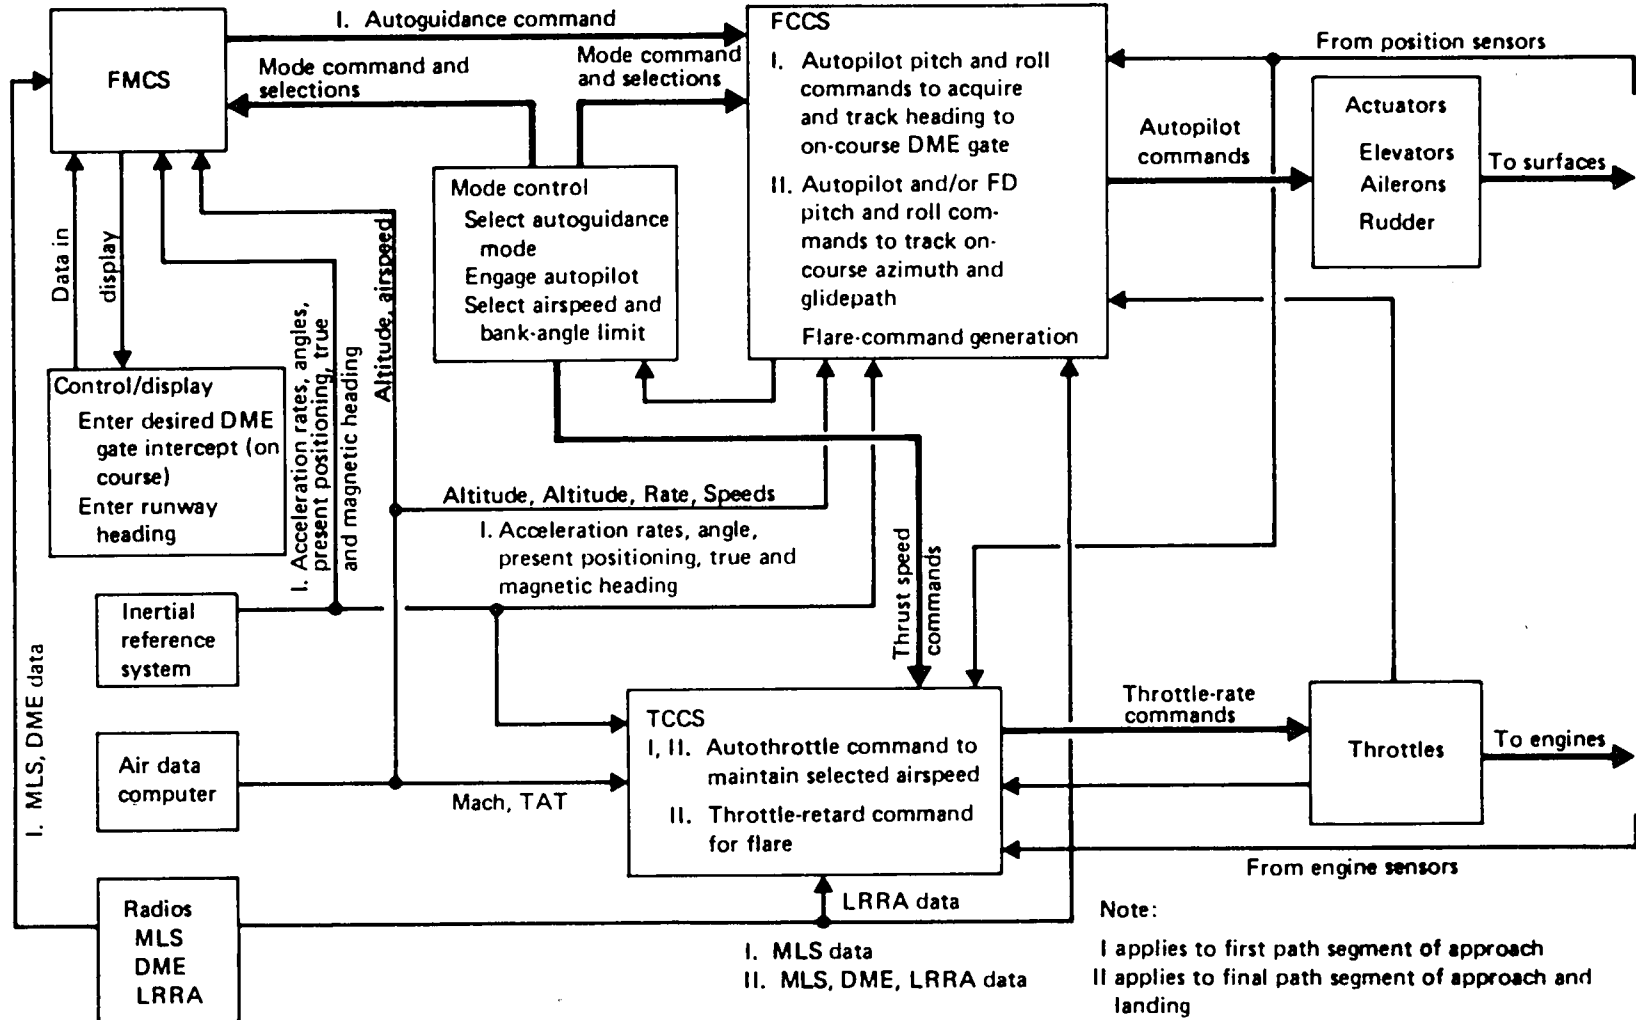 I. Autoguidance command
FMCS
Mode command and
selections
Mode command
and selections
FCCS
I. Autopilot pitch and roll
commands to acquire
and track heading to
on-course DME gate
II. Autopilot and/or FD
pitch and roll com-
mands to track on-
course azimuth and
glidepath
Flare-command generation
From position sensors
Autopilot
commands
Actuators
Elevators
Ailerons
Rudder
To surfaces
Mode control
Select autoguidance
mode
Engage autopilot
Select airspeed and
bank-angle limit
Data in
display
Altitude, airspeed
Control/display
Enter desired DME
gate intercept (on
course)
Enter runway
heading
I. Acceleration rates, angles,
present positioning, true
and magnetic heading
Altitude, Altitude, Rate, Speeds
I. Acceleration rates, angle,
present positioning, true and
magnetic heading
Thrust speed
commands
Inertial
reference
system
I. MLS, DME data
Air data
computer
Mach, TAT
TCCS
I, II. Autothrottle command to
maintain selected airspeed
II. Throttle-retard command
for flare
Throttle-rate
commands
Throttles
To engines
From engine sensors
Radios
MLS
DME
LRRA
LRRA data
I. MLS data
II. MLS, DME, LRRA data
Note:
I applies to first path segment of approach
II applies to final path segment of approach and
landing